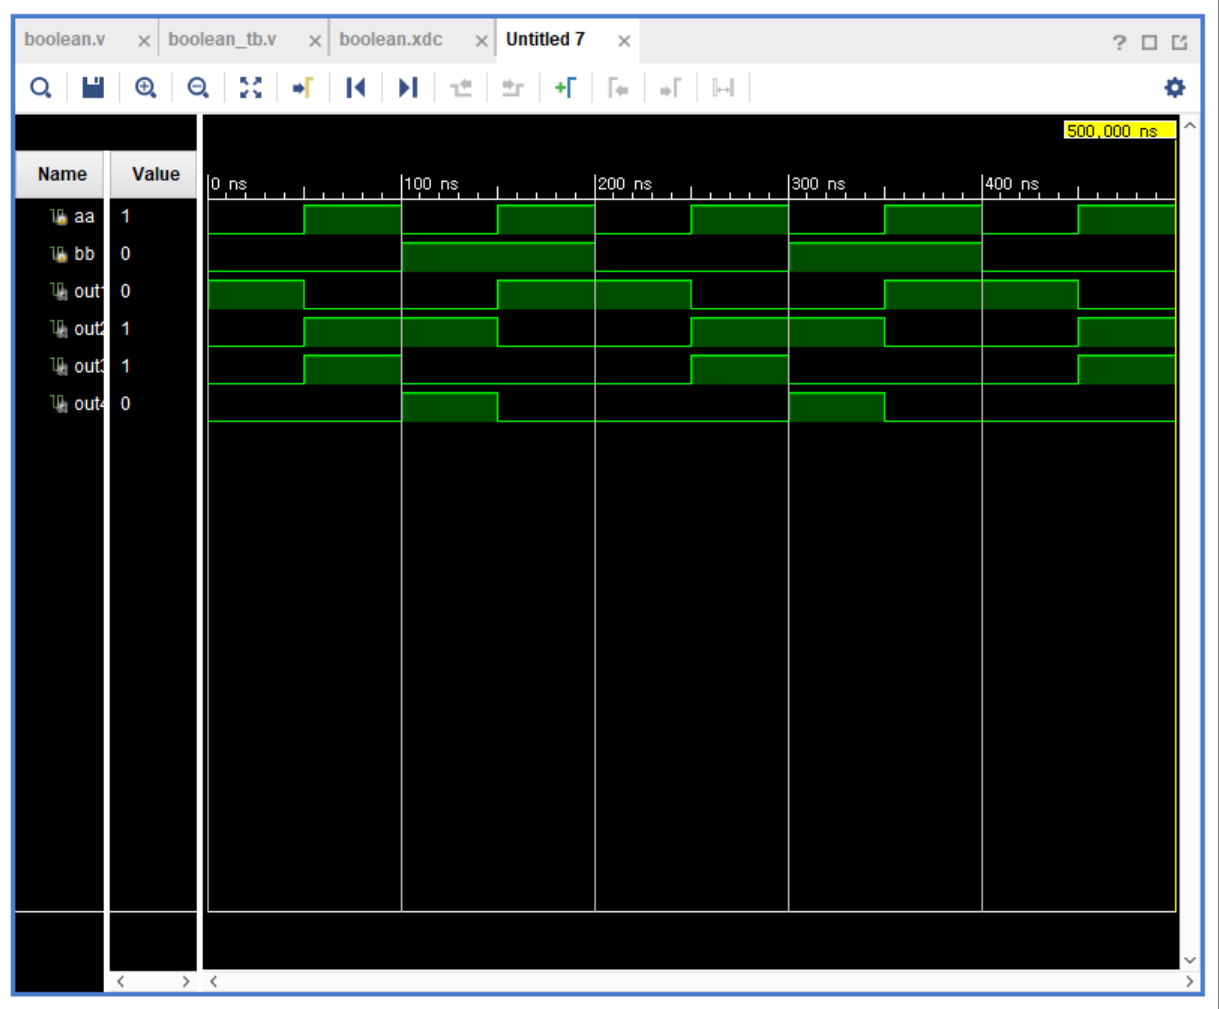 boolean.v × boolean_tb.v × boolean.xdc × Untitled 7 ×
?
500,000 ns
Name Value
0 ns 100 ns 200 ns 300 ns 400 ns
aa 1
bb 0
out1 0
out2 1
out3 1
out4 0